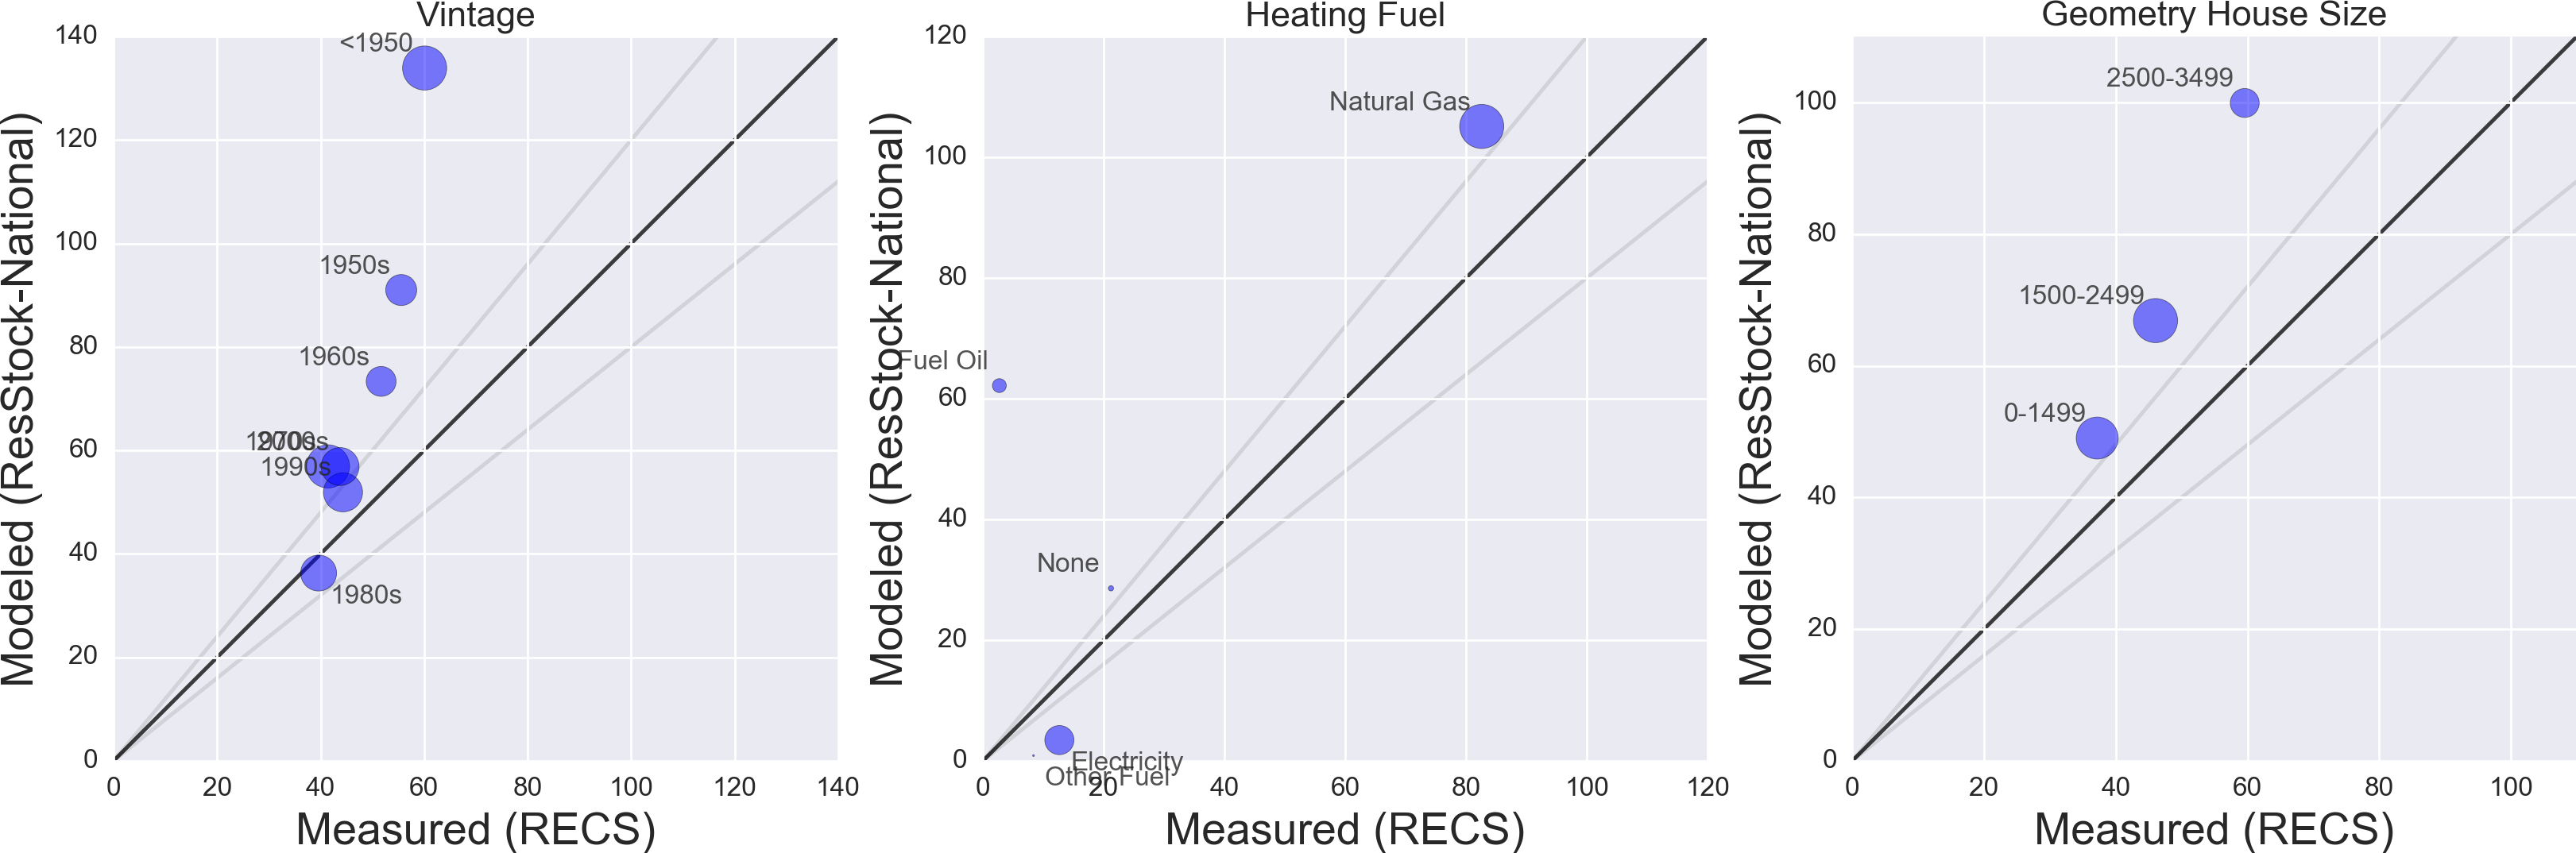 Vintage
Modeled (ResStock-National)
140
120
100
80
60
40
20
0
<1950
1950s
1960s
1970s
2000s
1990s
1980s
0
20
40
60
80
100
120
140
Measured (RECS)
Heating Fuel
Modeled (ResStock-National)
120
100
80
60
40
20
0
Natural Gas
Fuel Oil
None
Electricity
Other Fuel
0
20
40
60
80
100
120
Measured (RECS)
Geometry House Size
Modeled (ResStock-National)
100
80
60
40
20
0
2500-3499
1500-2499
0-1499
0
20
40
60
80
100
Measured (RECS)